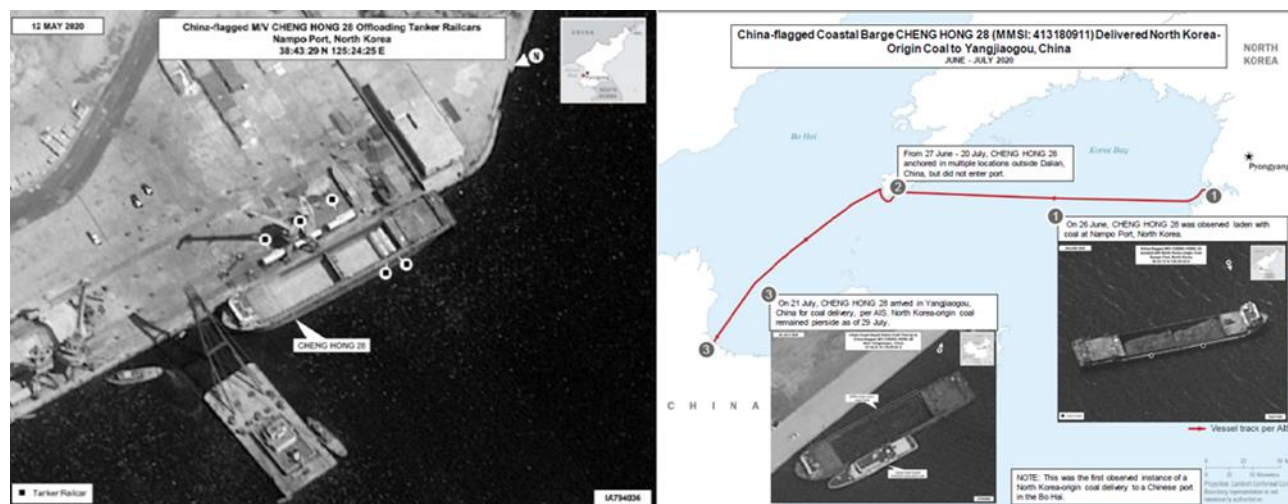 12 MAY 2020
China-flagged M/V CHENG HONG 28 Offloading Tanker Railcars
Nampo Port, North Korea
38:43:29 N 125:24:25 E
CHINA
N
CHENG HONG 28
Tanker Railcar
IA794036
China-flagged Coastal Barge CHENG HONG 28 (MMSI: 413180911) Delivered North Korea-
Origin Coal to Yangjiaogou, China
JUNE - JULY 2020
NORTH
KOREA
Bo Hai
Korea Bay
Pyongyang
From 27 June - 20 July, CHENG HONG 28
anchored in multiple locations outside Dalian,
China, but did not enter port.
2
1
1
On 26 June, CHENG HONG 28 was observed laden with
coal at Nampo Port, North Korea.
3
On 21 July, CHENG HONG 28 arrived in Yangjiaogou,
China for coal delivery, per AIS. North Korea-origin coal
remained pierside as of 29 July.
3
CHINA
Vessel track per AIS
NOTE: This was the first observed instance of a
North Korea-origin coal delivery to a Chinese port
in the Bo Hai.